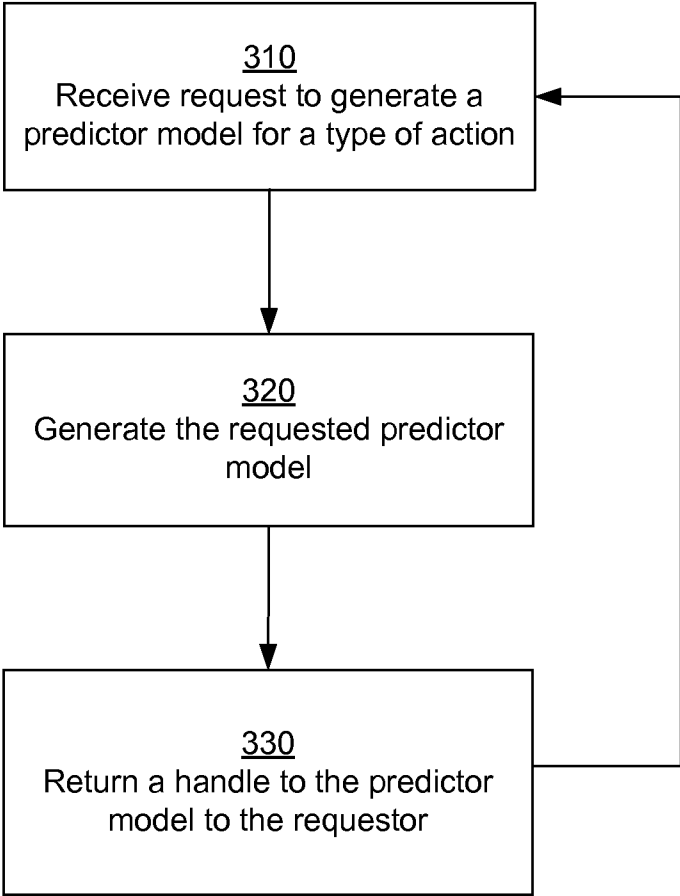 310
Receive request to generate a
predictor model for a type of action
320
Generate the requested predictor
model
330
Return a handle to the predictor
model to the requestor